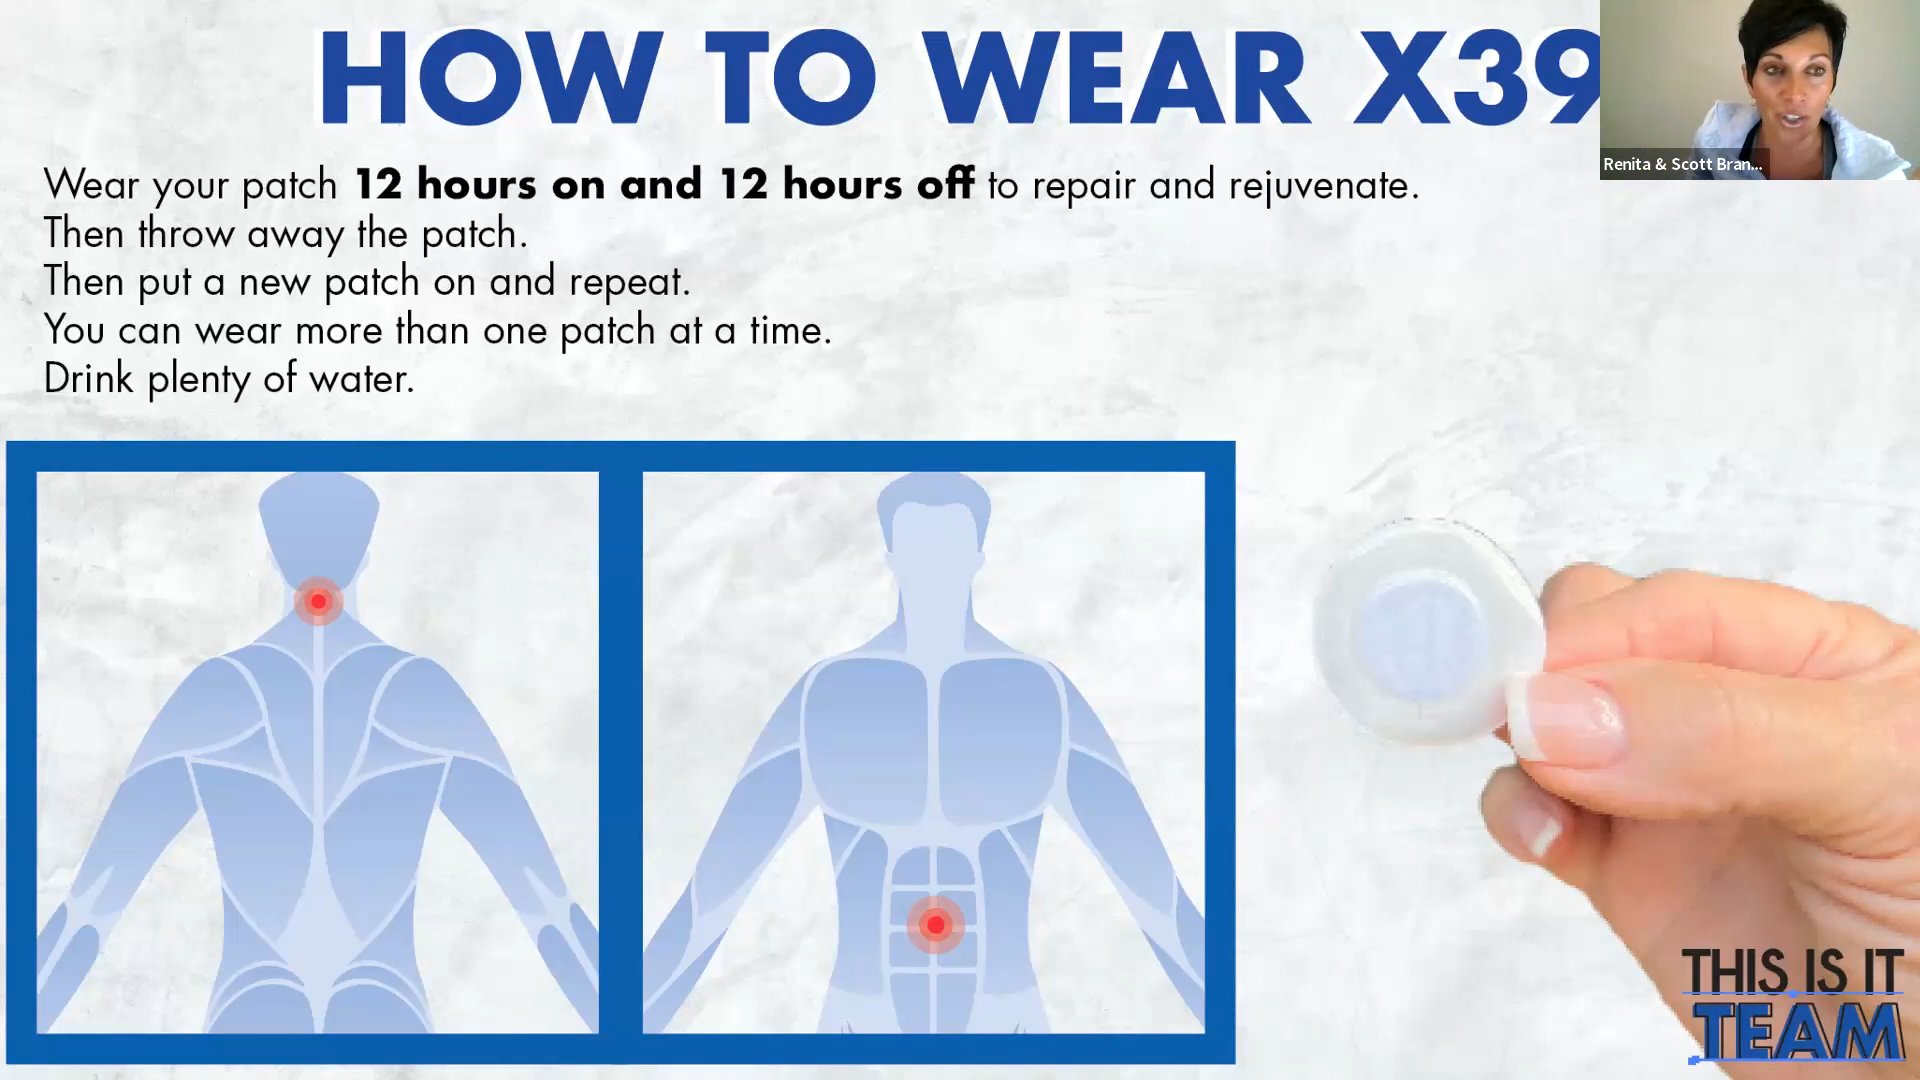 HOW TO WEAR X39
Renita & Scott Bran...
Wear your patch 12 hours on and 12 hours off to repair and rejuvenate.
Then throw away the patch.
Then put a new patch on and repeat.
You can wear more than one patch at a time.
Drink plenty of water.
THIS IS IT
TEAM